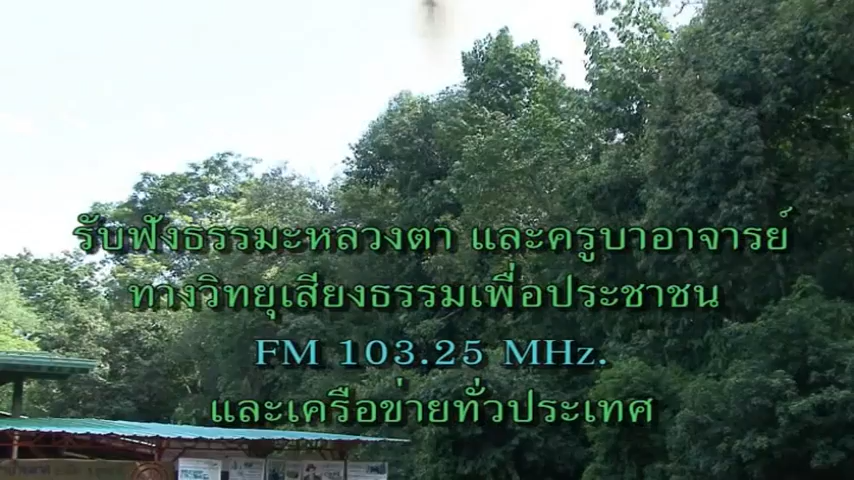 รับฟังธรรมะหลวงตา และครูบาอาจารย์
ทางวิทยุเสียงธรรมเพื่อประชาชน
FM 103.25 MHz.
และเครือข่ายทั่วประเทศ